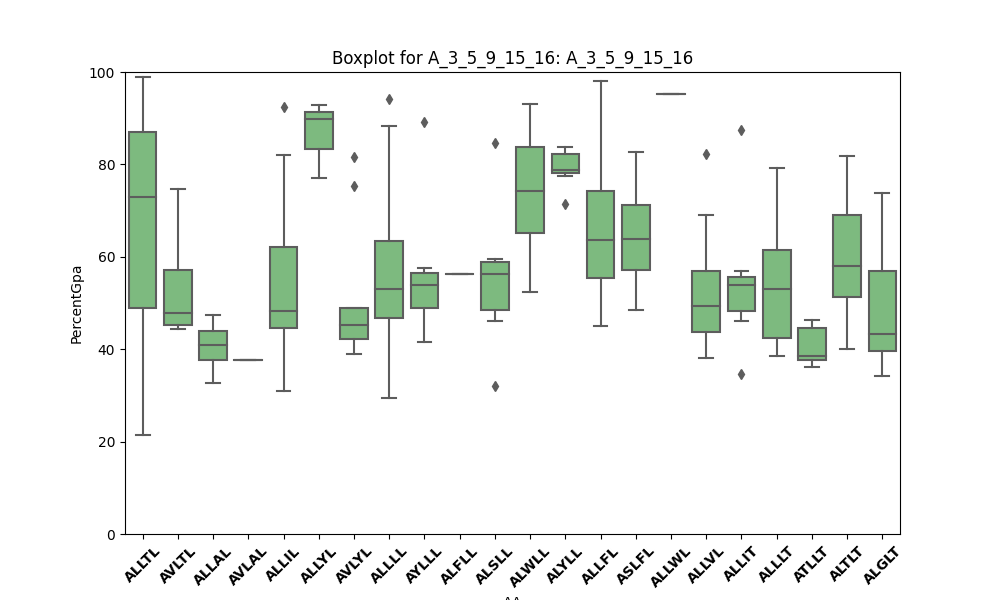 Boxplot for A_3_5_9_15_16: A_3_5_9_15_16
PercentGpa
100
80
60
40
20
0
ALLTL AVLTL ALLAL AVLAL ALLIL ALLYL AVLYL ALLLL AYLLL ALFLL ALSLL ALWLL ALYLL ALLFL ASLFL ALLWL ALLVL ALLIT ALLLT ATLLT ALTLT ALGLT